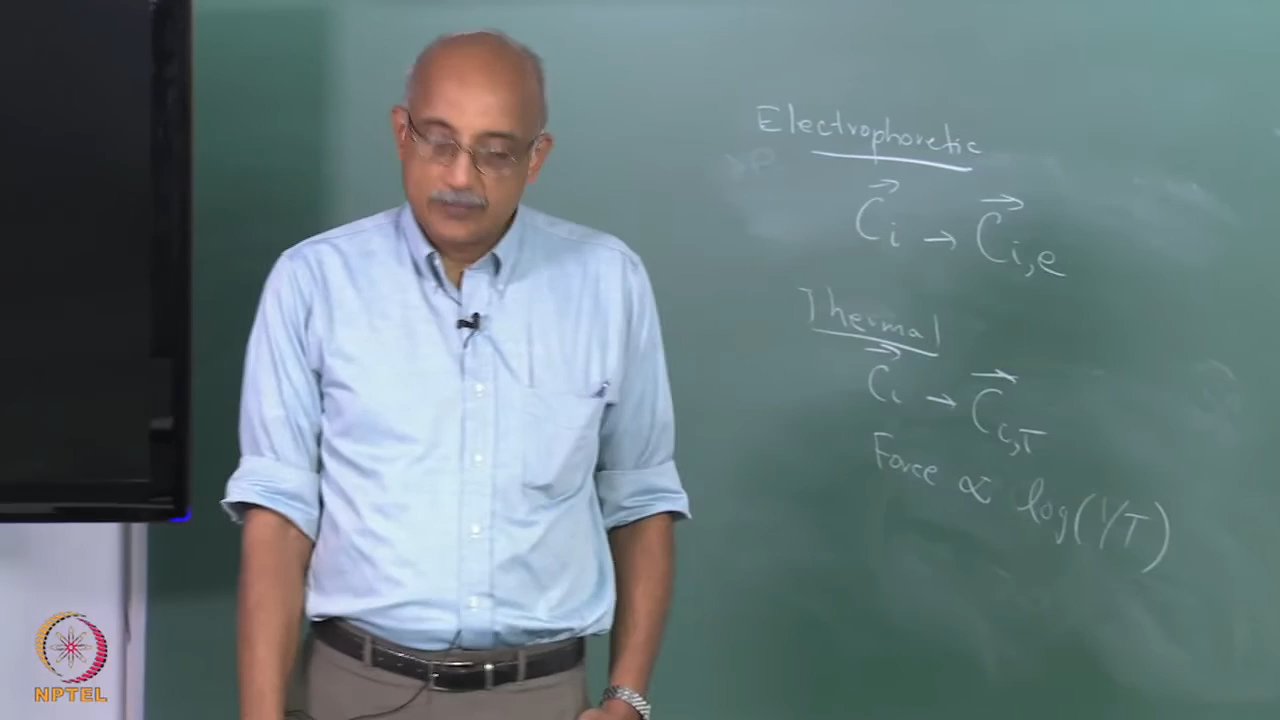 Electrophoretic
C⃗i → C⃗i,e
Thermal
C⃗i → C⃗i,T
Force ∝ log(1/T)
NPTEL